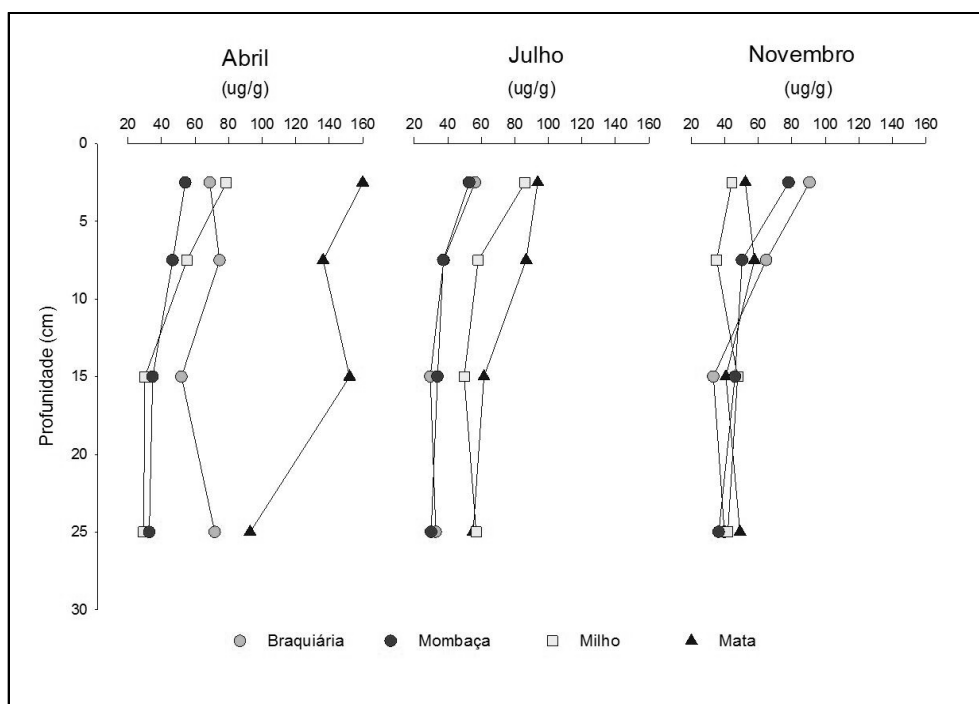 Abril Julho Novembro
(ug/g) (ug/g) (ug/g)
20 40 60 80 100 120 140 160 20 40 60 80 100 120 140 160 20 40 60 80 100 120 140 160
0
5
10
15
20
25
30
Profunidade (cm)
Braquiária Mombaça Milho Mata